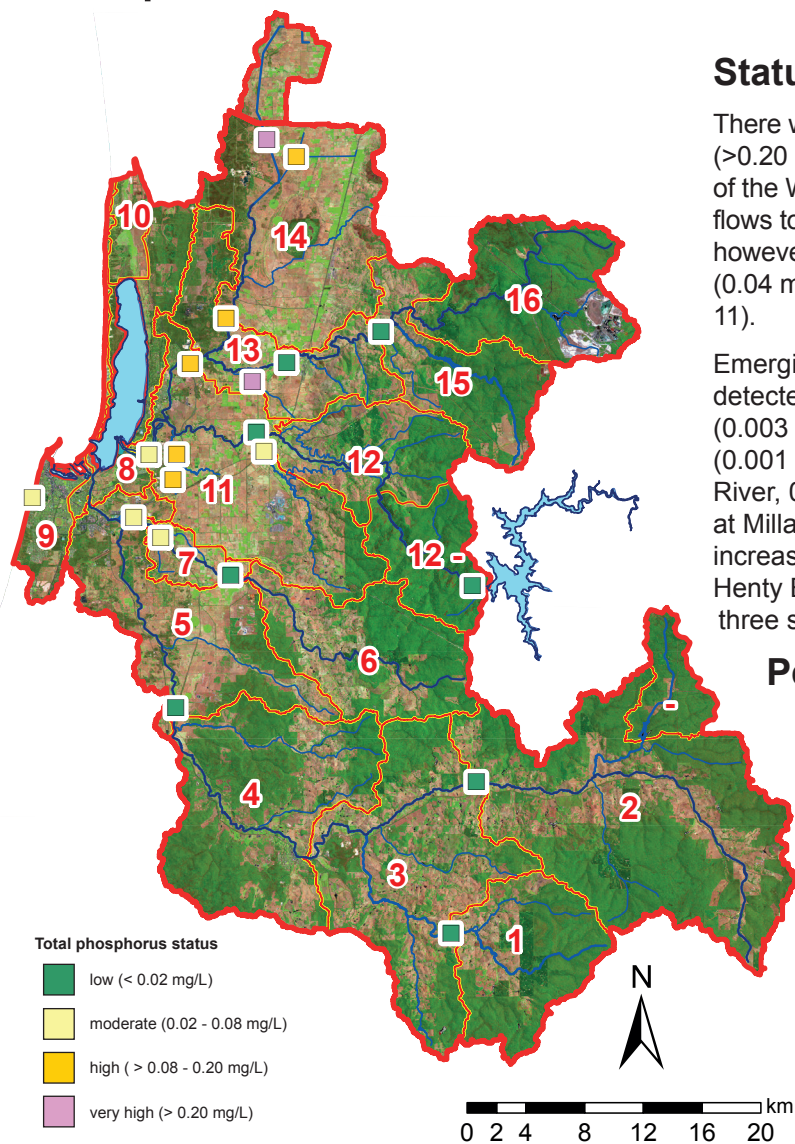 Statu
There w
(>0.20
of the W
flows to
howeve
(0.04 m
11).
Emergi
detecte
(0.003
(0.001
River, 0
at Milla
increas
Henty B
three s
Po
10
14
16
13
15
8
12
11
9
12 -
7
5
6
-
4
2
3
1
Total phosphorus status
low (< 0.02 mg/L)
moderate (0.02 - 0.08 mg/L)
high ( > 0.08 - 0.20 mg/L)
very high (> 0.20 mg/L)
N
km
0 2 4 8 12 16 20